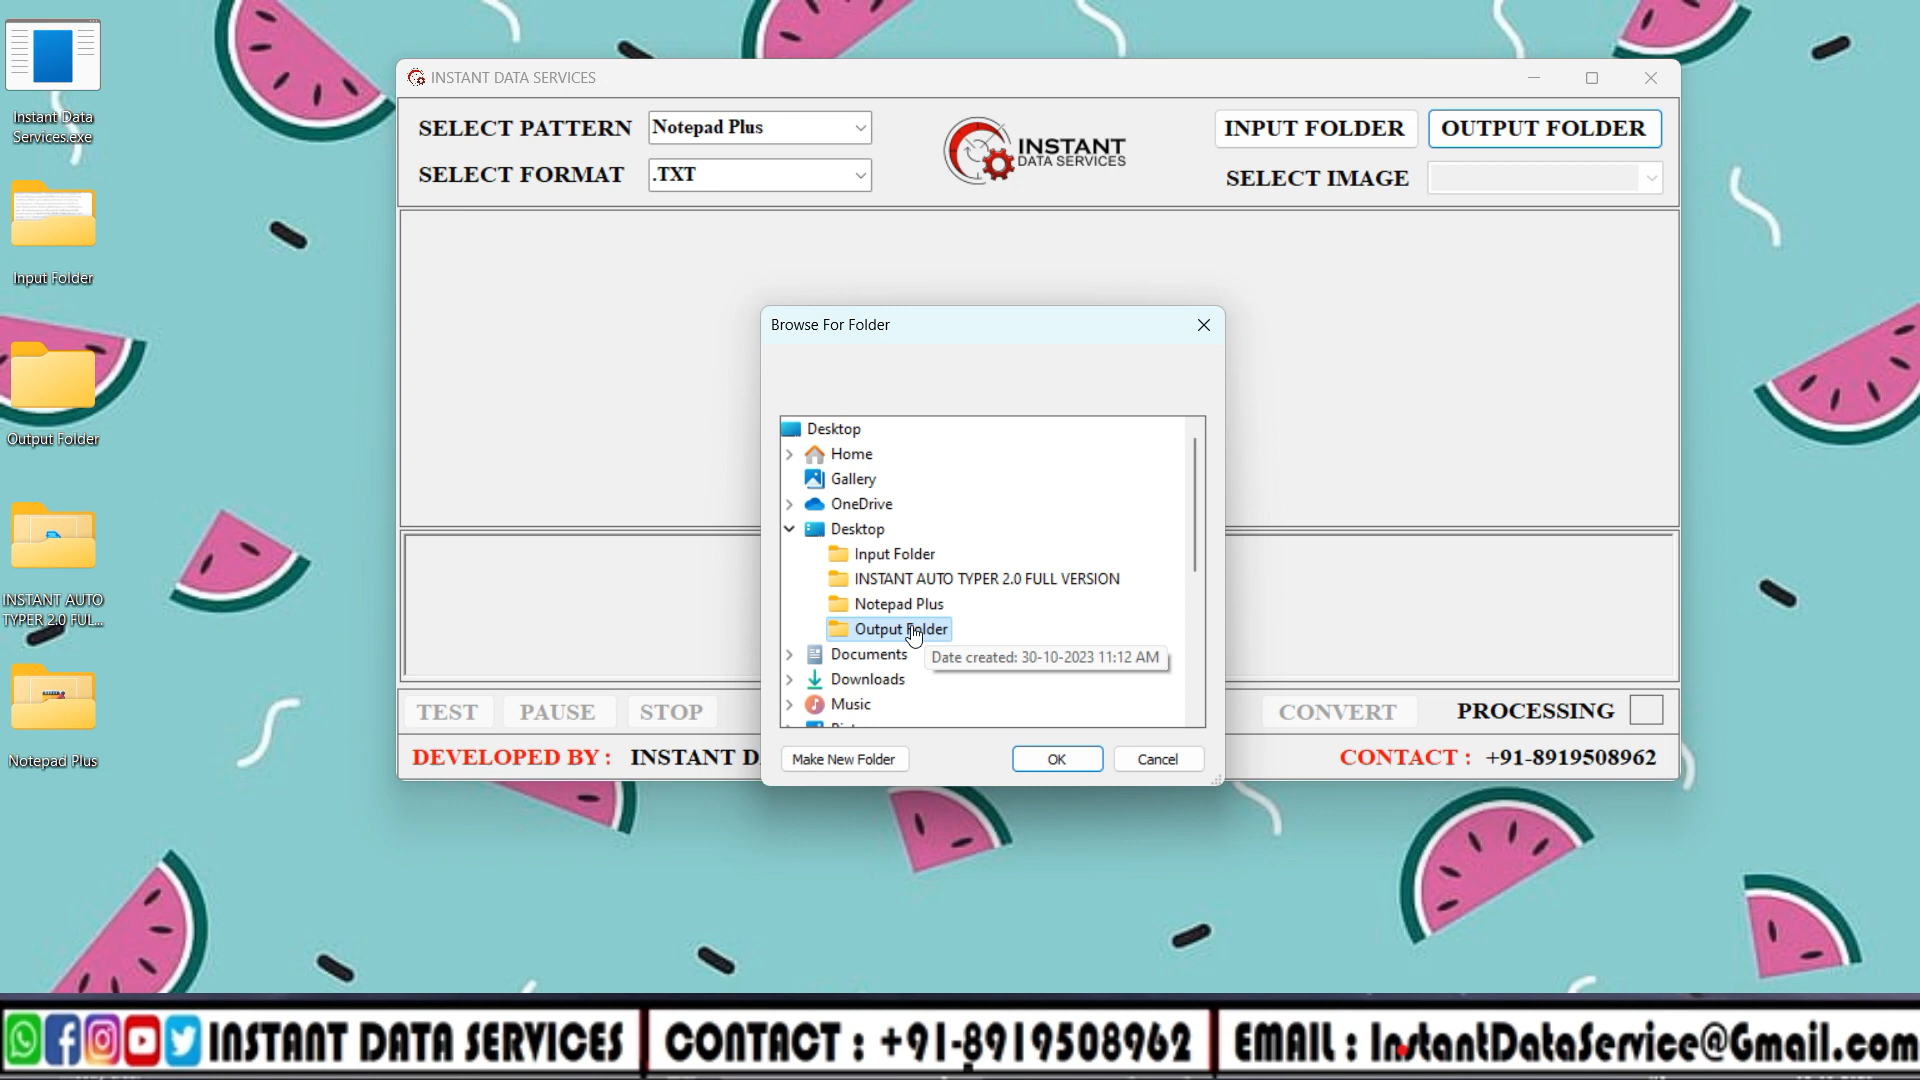 Instant Data
Services.exe
Input Folder
Output Folder
INSTANT AUTO
TYPER 2.0 FUL...
Notepad Plus
INSTANT DATA SERVICES
SELECT PATTERN
Notepad Plus
SELECT FORMAT
.TXT
INSTANT
DATA SERVICES
INPUT FOLDER
OUTPUT FOLDER
SELECT IMAGE
Browse For Folder
Desktop
Home
Gallery
OneDrive
Desktop
Input Folder
INSTANT AUTO TYPER 2.0 FULL VERSION
Notepad Plus
Output Folder
Date created: 30-10-2023 11:12 AM
Documents
Downloads
Music
Make New Folder
OK
Cancel
TEST
PAUSE
STOP
CONVERT
PROCESSING
DEVELOPED BY : INSTANT D
CONTACT : +91-8919508962
INSTANT DATA SERVICES CONTACT : +91-8919508962 EMAIL : InstantDataService@Gmail.com